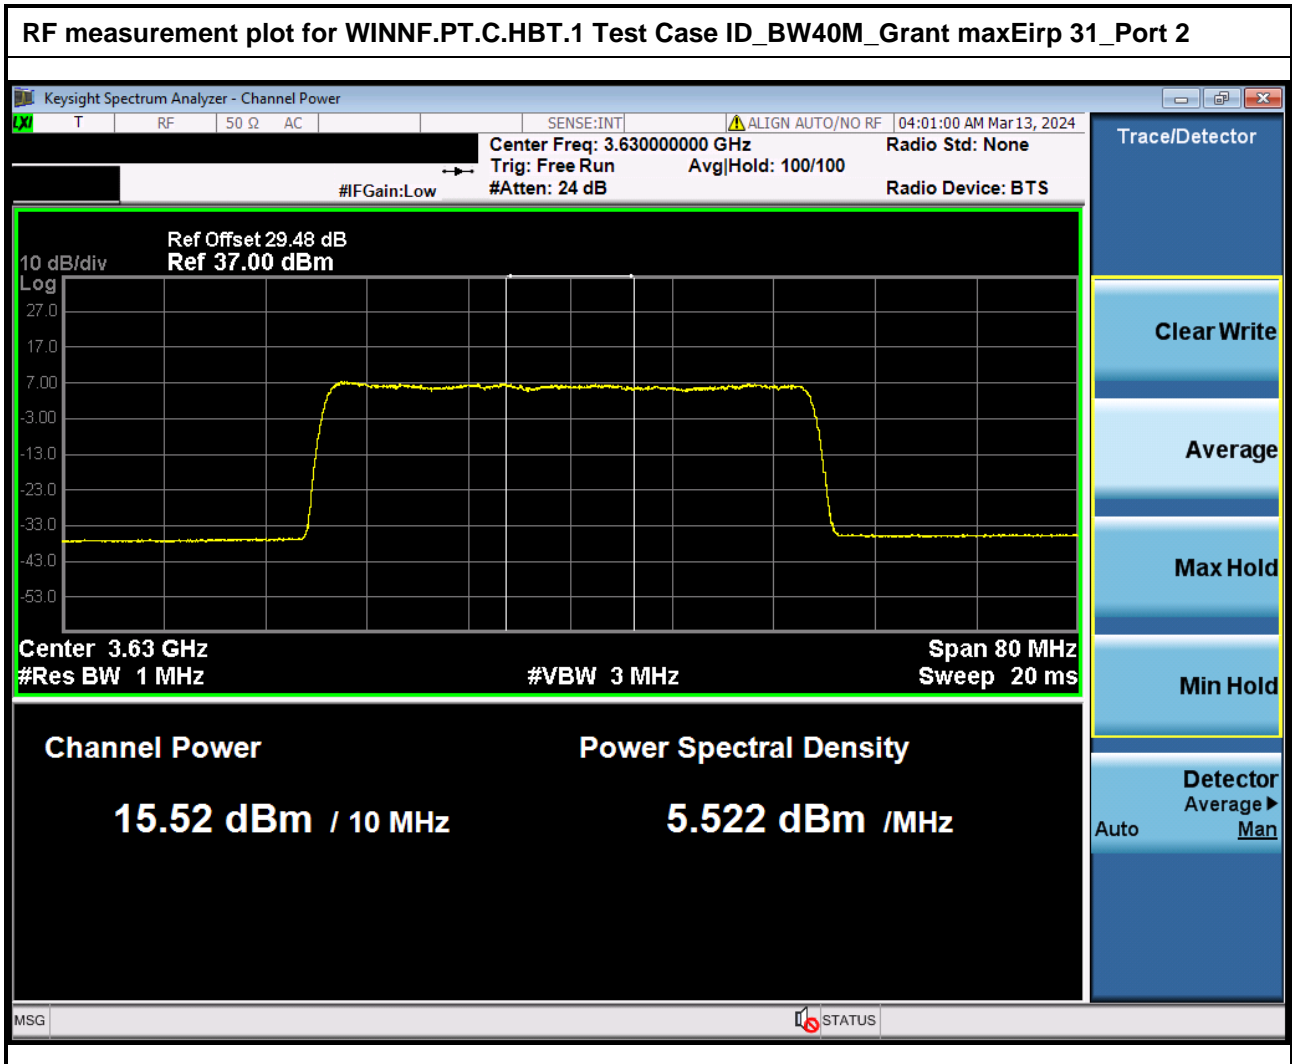 RF measurement plot for WINNF.PT.C.HBT.1 Test Case ID_BW40M_Grant maxEirp 31_Port 2
Keysight Spectrum Analyzer - Channel Power
LXI T RF 50 Ω AC SENSE:INT ALIGN AUTO/NO RF 04:01:00 AM Mar 13, 2024
Center Freq: 3.630000000 GHz Radio Std: None
Trig: Free Run Avg|Hold: 100/100
#IFGain:Low #Atten: 24 dB Radio Device: BTS
Ref Offset 29.48 dB
10 dB/div Ref 37.00 dBm
Log
27.0
17.0
7.00
-3.00
-13.0
-23.0
-33.0
-43.0
-53.0
Center 3.63 GHz Span 80 MHz
#Res BW 1 MHz #VBW 3 MHz Sweep 20 ms
Channel Power Power Spectral Density
15.52 dBm / 10 MHz 5.522 dBm /MHz
Trace/Detector
Clear Write
Average
Max Hold
Min Hold
Detector
Average
Auto Man
MSG STATUS